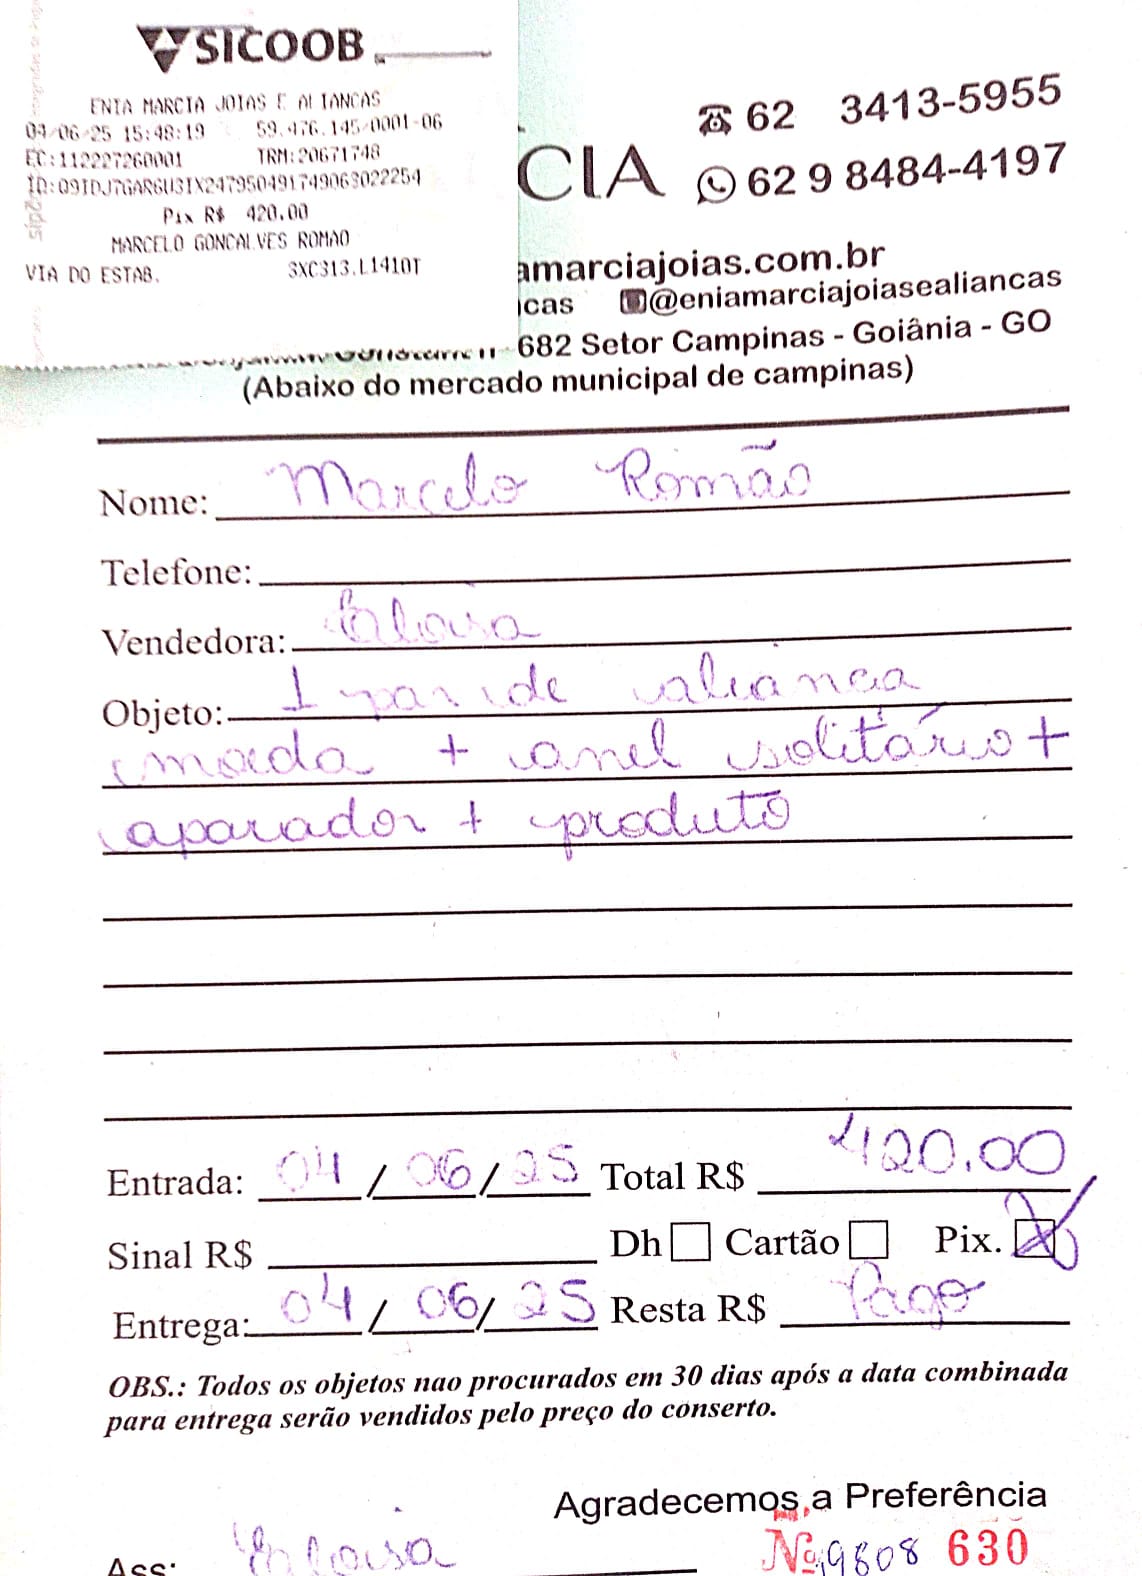 SICOOB
ENIA MARCIA JOIAS E ALIANCAS
04/06/25 15:48:19 59.476.145/0001-06
EC:112227260001 TRM:20671748
ID:09IDJ7GAR6U3IX247950491749063022254
Pix R$ 420.00
MARCELO GONCALVES ROMAO
VIA DO ESTAB. SXC313.L1410T
62 3413-5955
CIA 62 9 8484-4197
amarciajoias.com.br
cas @eniamarciajoiasealiancas
682 Setor Campinas - Goiânia - GO
(Abaixo do mercado municipal de campinas)
Nome: Marcelo Romão
Telefone:
Vendedora: Eloisa
Objeto: 1 par de aliança
moeda + anel solitário +
aparador + produto
Entrada: 04/06/25 Total R$ 420,00
Sinal R$ Dh Cartão Pix. X
Entrega: 04/06/25 Resta R$ Pago
OBS.: Todos os objetos nao procurados em 30 dias após a data combinada
para entrega serão vendidos pelo preço do conserto.
Agradecemos a Preferência
Ass: Eloisa Nº 9808 630